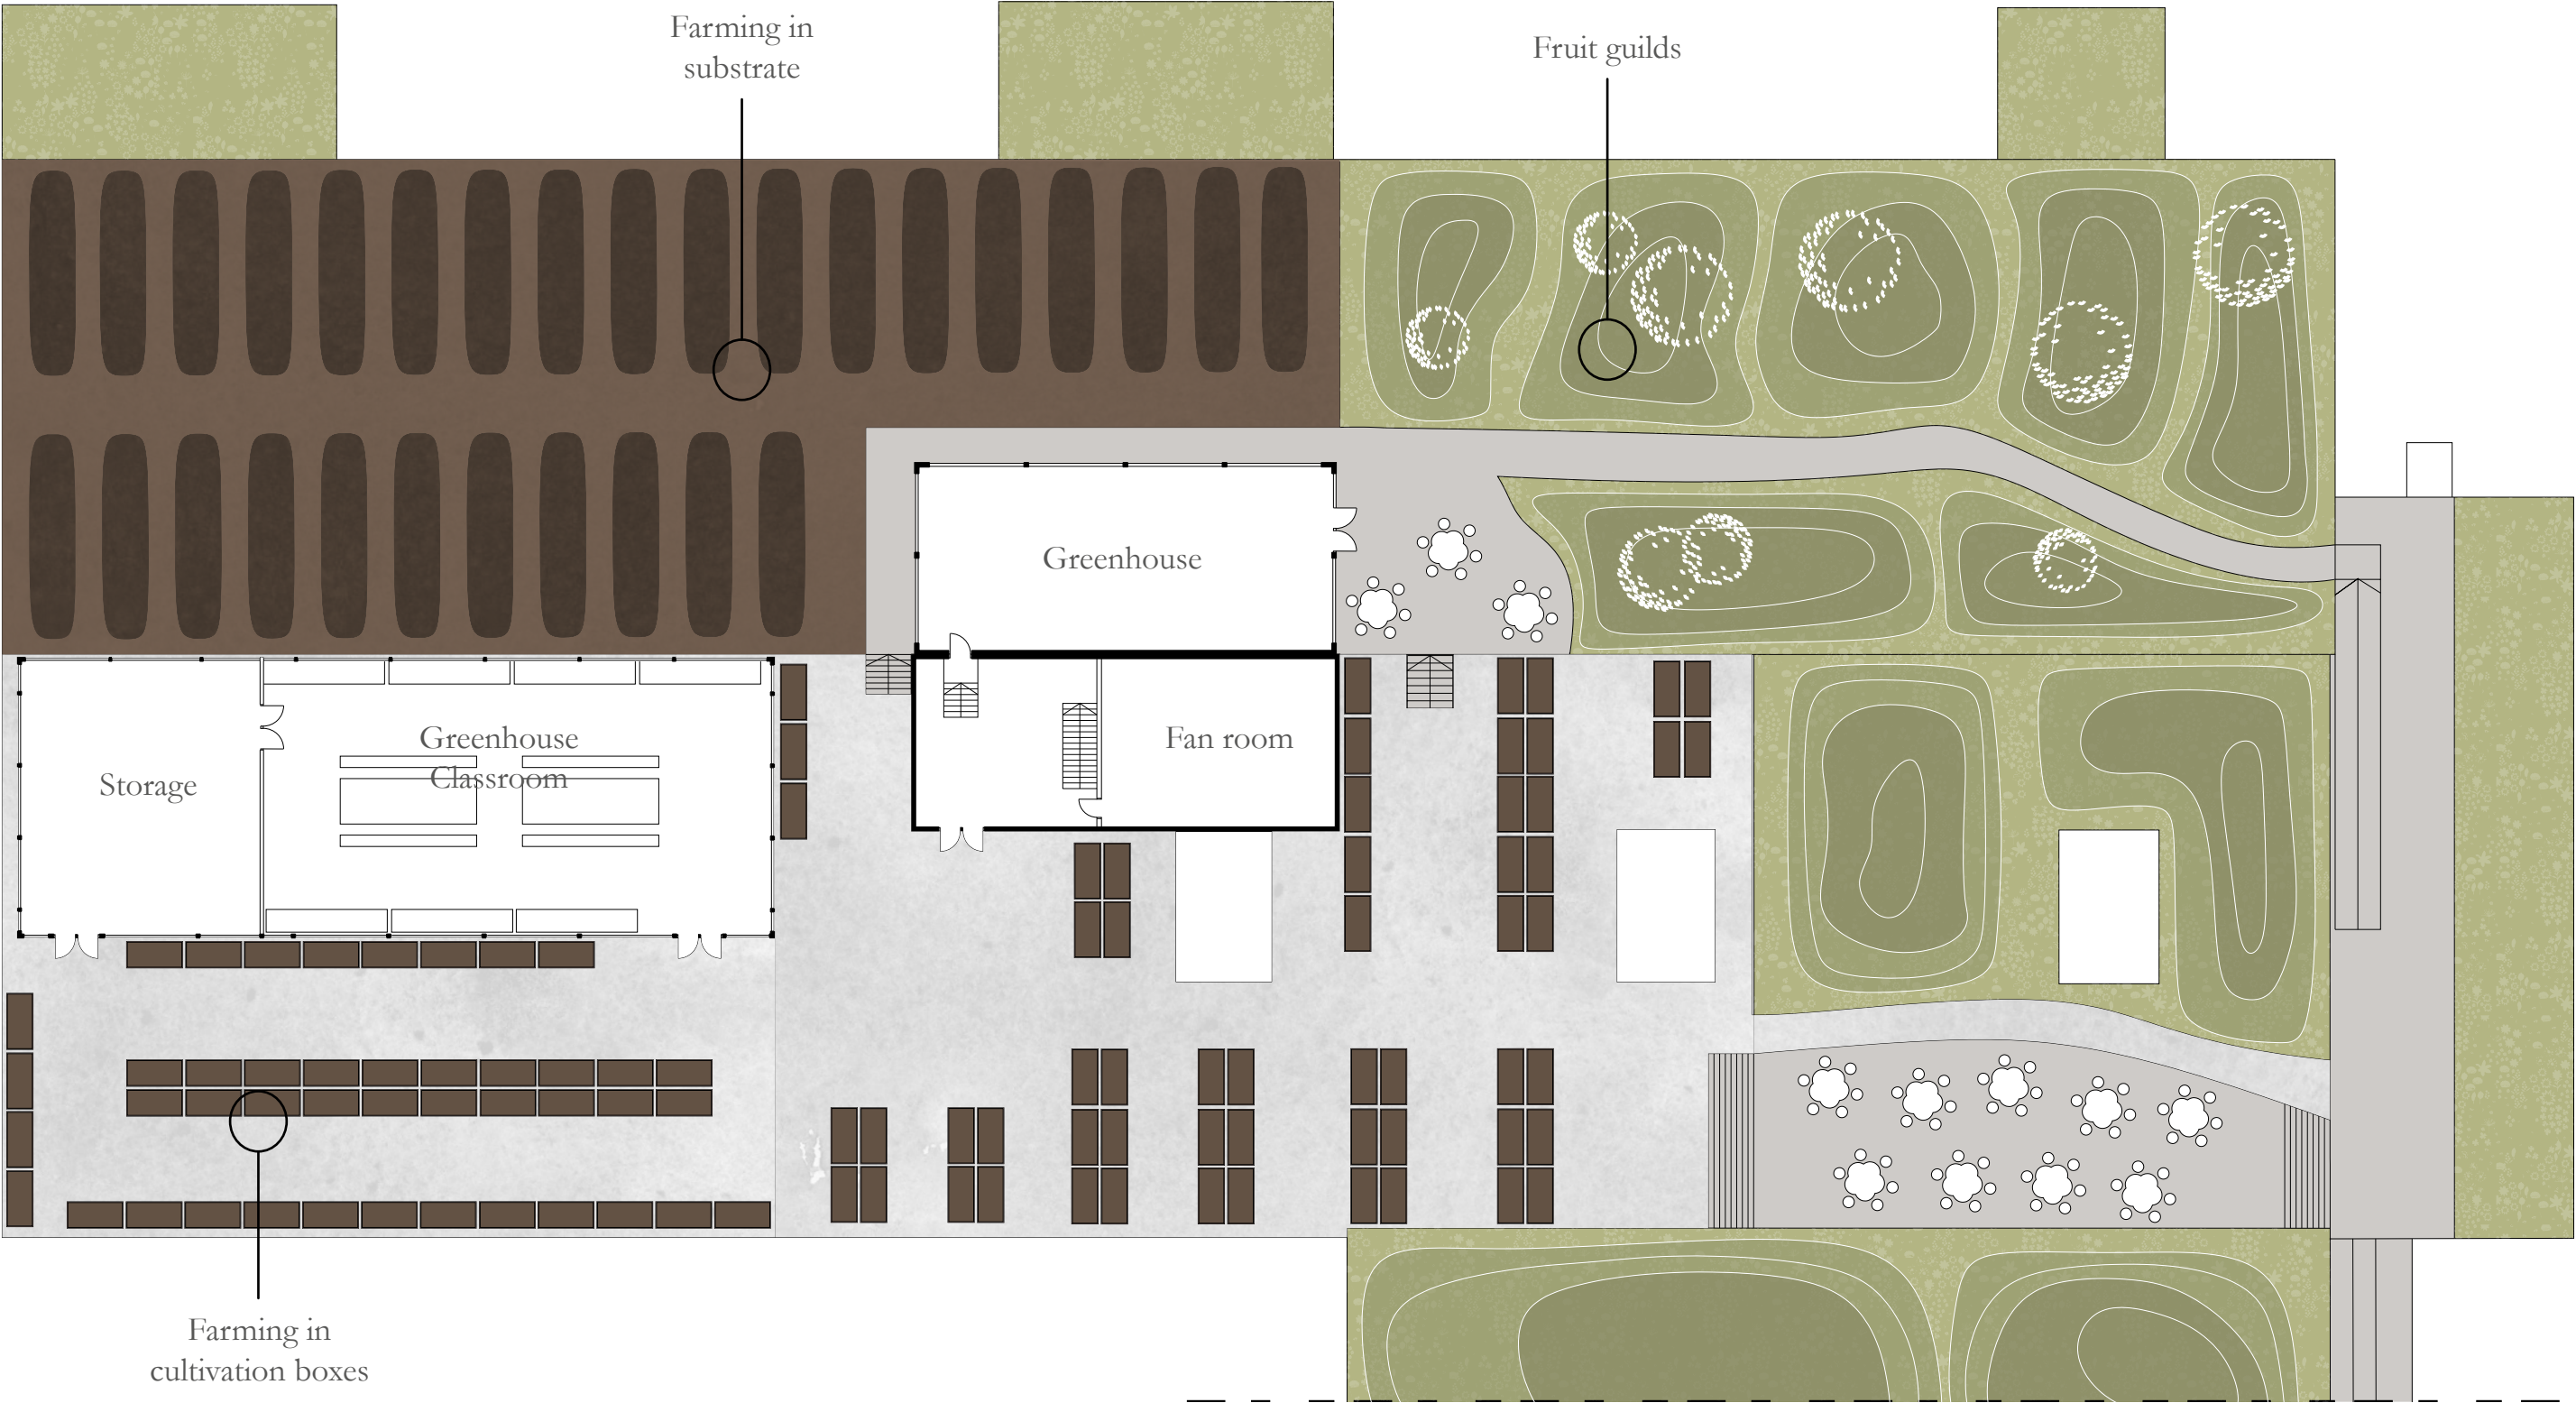 Farming in
substrate
Fruit guilds
Greenhouse
Greenhouse
Classroom
Fan room
Storage
Farming in
cultivation boxes